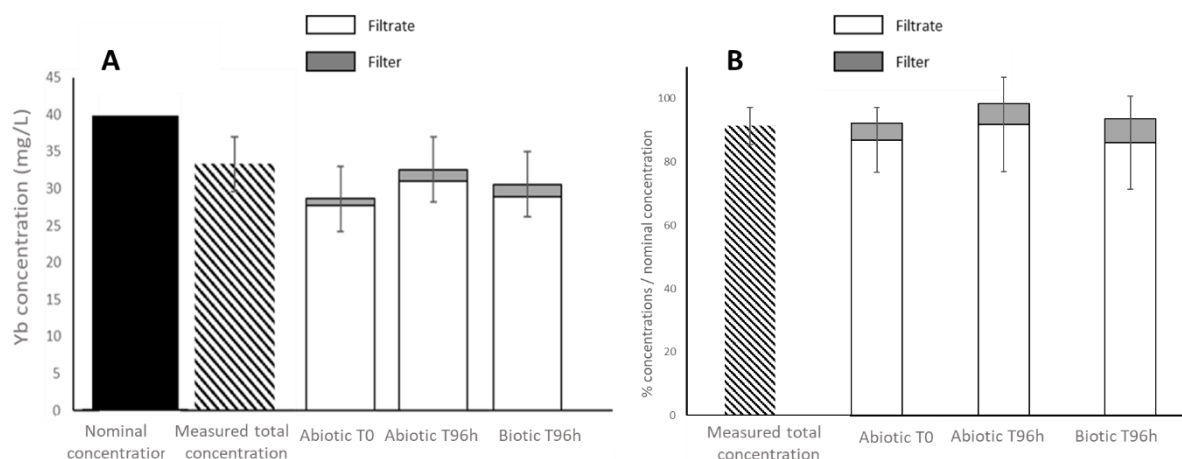 A
Filtrate
Filter
Yb concentration (mg/L)
45
40
35
30
25
20
15
10
5
0
Nominal
concentration
Measured total
concentration
Abiotic T0
Abiotic T96h
Biotic T96h
B
Filtrate
Filter
% concentrations / nominal concentration
100
80
60
40
20
0
Measured total
concentration
Abiotic T0
Abiotic T96h
Biotic T96h